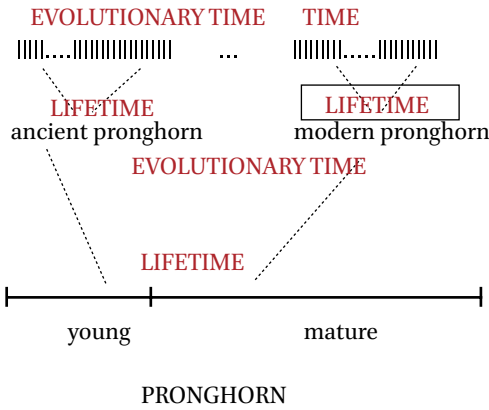 EVOLUTIONARY TIME TIME
..... ... .....
LIFETIME LIFETIME
ancient pronghorn modern pronghorn
EVOLUTIONARY TIME
LIFETIME
young mature
PRONGHORN